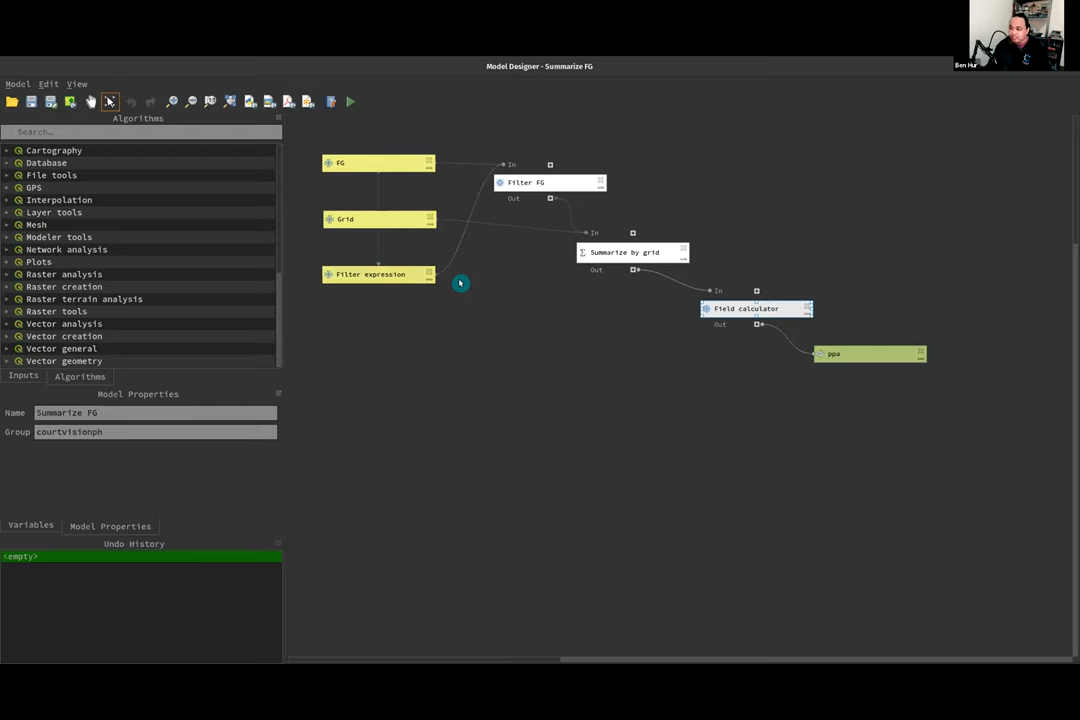 Ben Hur
Model Designer - Summarize FG
Model Edit View
Algorithms
Search...
Cartography
Database
File tools
GPS
Interpolation
Layer tools
Mesh
Modeler tools
Network analysis
Plots
Raster analysis
Raster creation
Raster terrain analysis
Raster tools
Vector analysis
Vector creation
Vector general
Vector geometry
Inputs Algorithms
Model Properties
Name Summarize FG
Group courtvisionph
Variables Model Properties
Undo History
<empty>
FG
In
Filter FG
Out
Grid
In
Summarize by grid
Out
Filter expression
In
Field calculator
Out
ppa